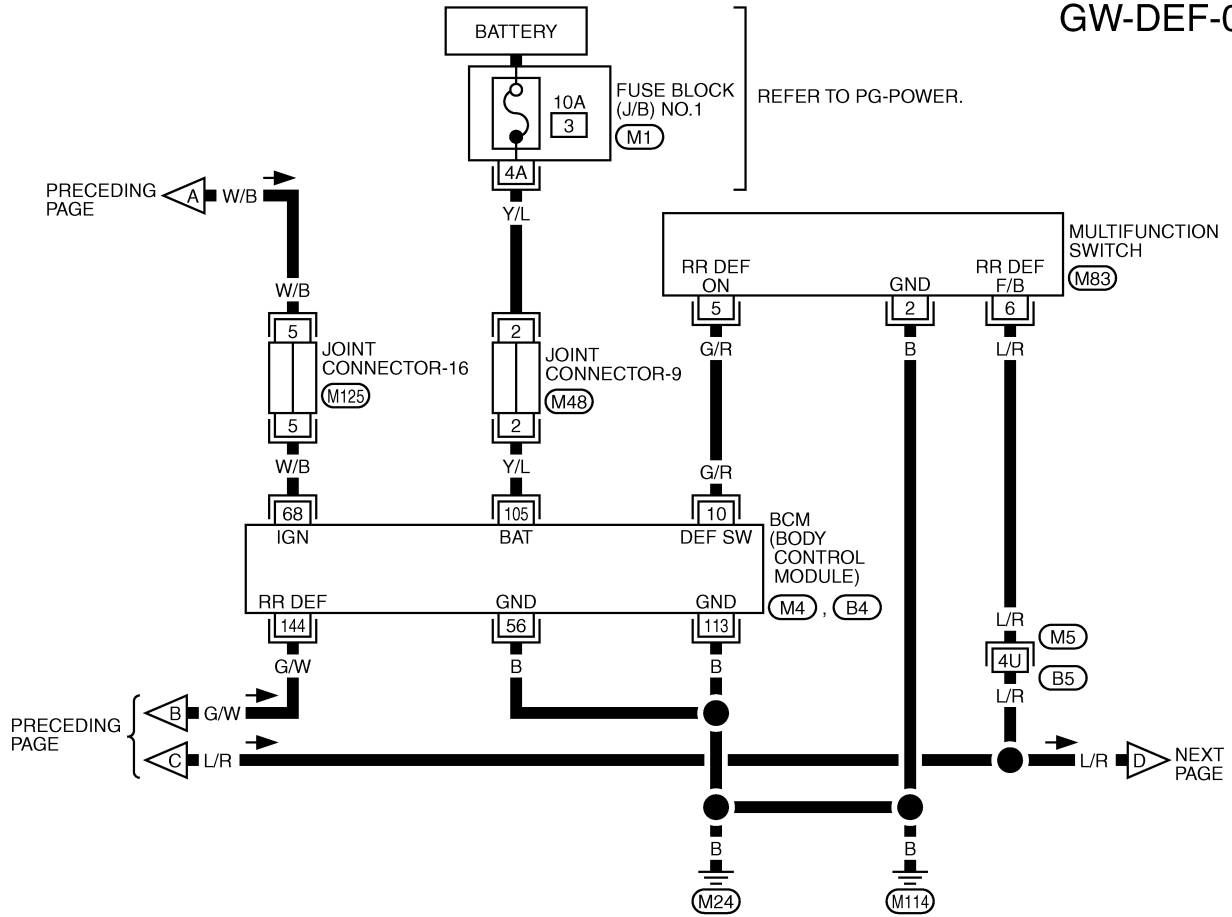 GW-DEF-0
BATTERY
10A
3
FUSE BLOCK
(J/B) NO.1
M1
REFER TO PG-POWER.
4A
PRECEDING
PAGE
A
W/B
Y/L
MULTIFUNCTION
SWITCH
M83
RR DEF
ON
GND
RR DEF
F/B
W/B
5
2
6
5
2
G/R
B
L/R
JOINT
CONNECTOR-16
M125
JOINT
CONNECTOR-9
M48
5
2
W/B
Y/L
G/R
68
105
10
IGN
BAT
DEF SW
BCM
(BODY
CONTROL
MODULE)
M4 , B4
RR DEF
GND
GND
144
56
113
L/R
M5
4U
B5
L/R
G/W
B
B
PRECEDING
PAGE
B
G/W
C
L/R
L/R
D
NEXT
PAGE
B
B
M24
M114